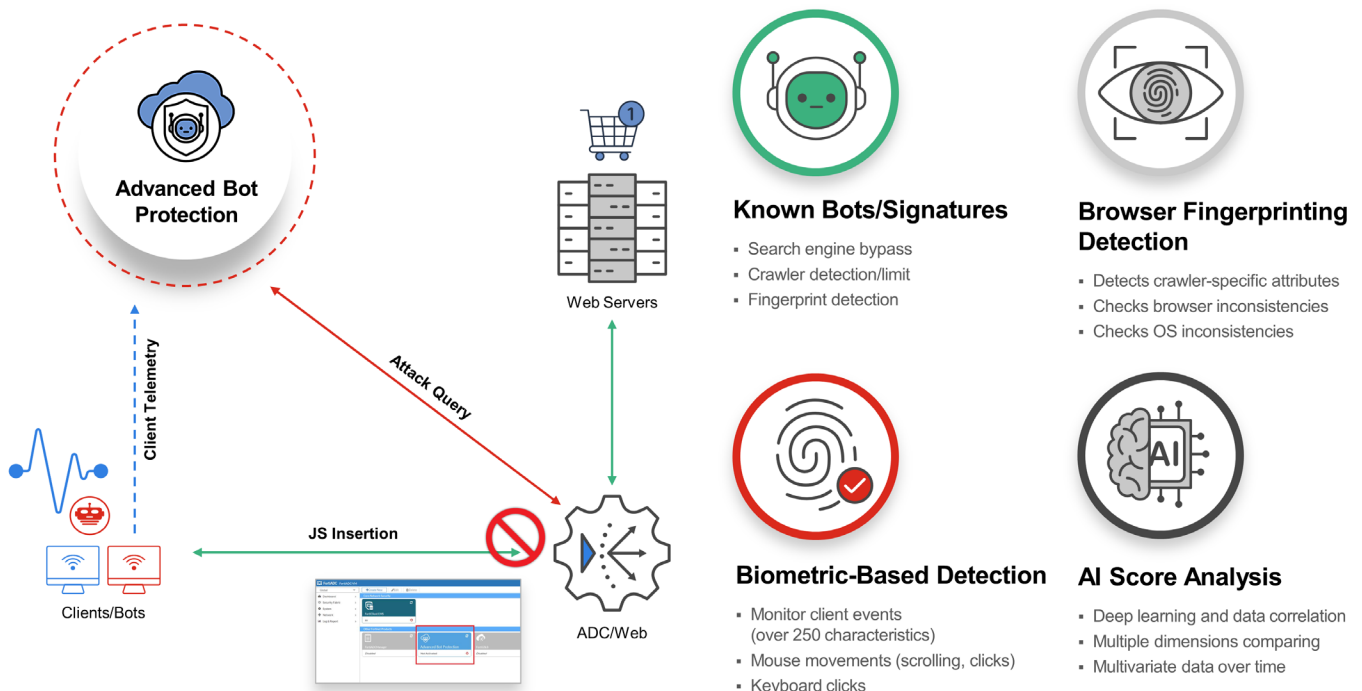 Advanced Bot
Protection
1
Web Servers
Client Telemetry
Attack Query
JS Insertion
Clients/Bots
ADC/Web
Advanced Bot Protection
Known Bots/Signatures
▪ Search engine bypass
▪ Crawler detection/limit
▪ Fingerprint detection
Browser Fingerprinting
Detection
▪ Detects crawler-specific attributes
▪ Checks browser inconsistencies
▪ Checks OS inconsistencies
Biometric-Based Detection
▪ Monitor client events
(over 250 characteristics)
▪ Mouse movements (scrolling, clicks)
▪ Keyboard clicks
AI
AI Score Analysis
▪ Deep learning and data correlation
▪ Multiple dimensions comparing
▪ Multivariate data over time